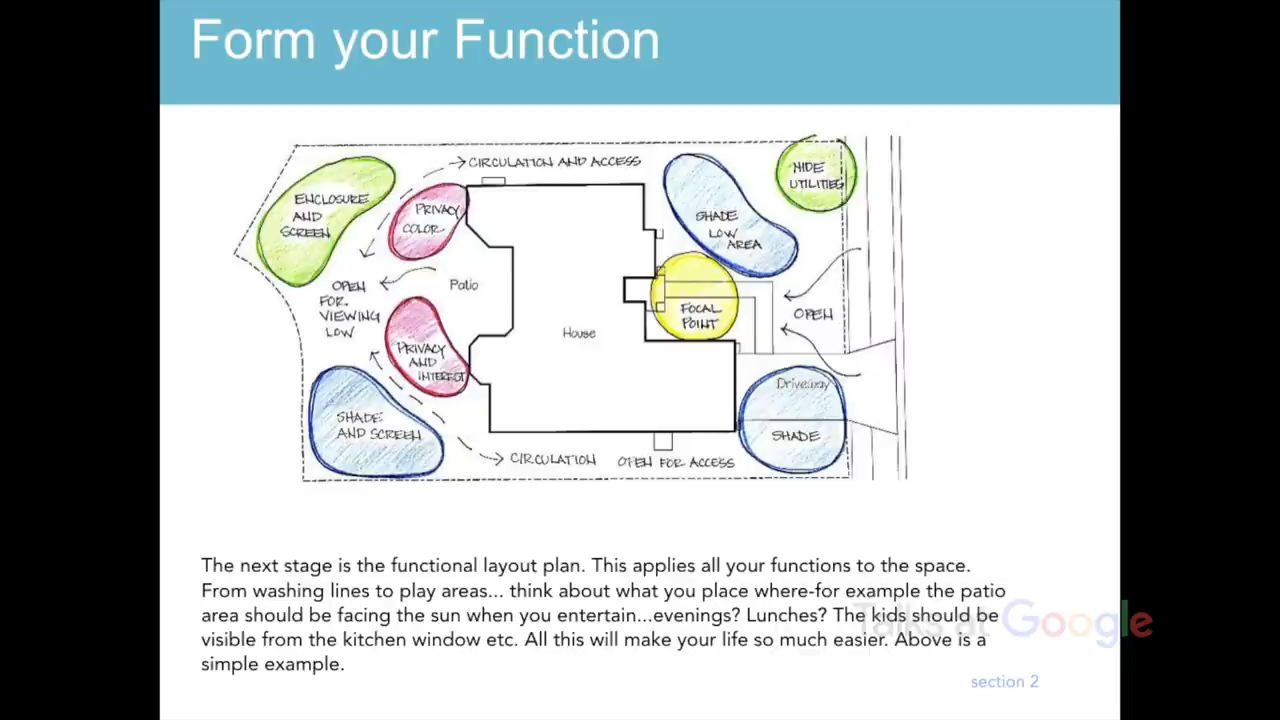 Form your Function
CIRCULATION AND ACCESS
HIDE
UTILITIES
ENCLOSURE
AND
SCREEN
PRIVACY
COLOR
SHADE
LOW
AREA
OPEN
FOR
VIEWING
LOW
Patio
House
FOCAL
POINT
OPEN
PRIVACY
AND
INTEREST
Driveway
SHADE
AND SCREEN
SHADE
CIRCULATION
OPEN FOR ACCESS
The next stage is the functional layout plan. This applies all your functions to the space.
From washing lines to play areas... think about what you place where-for example the patio
area should be facing the sun when you entertain...evenings? Lunches? The kids should be
visible from the kitchen window etc. All this will make your life so much easier. Above is a
simple example.
Talks at Google
section 2